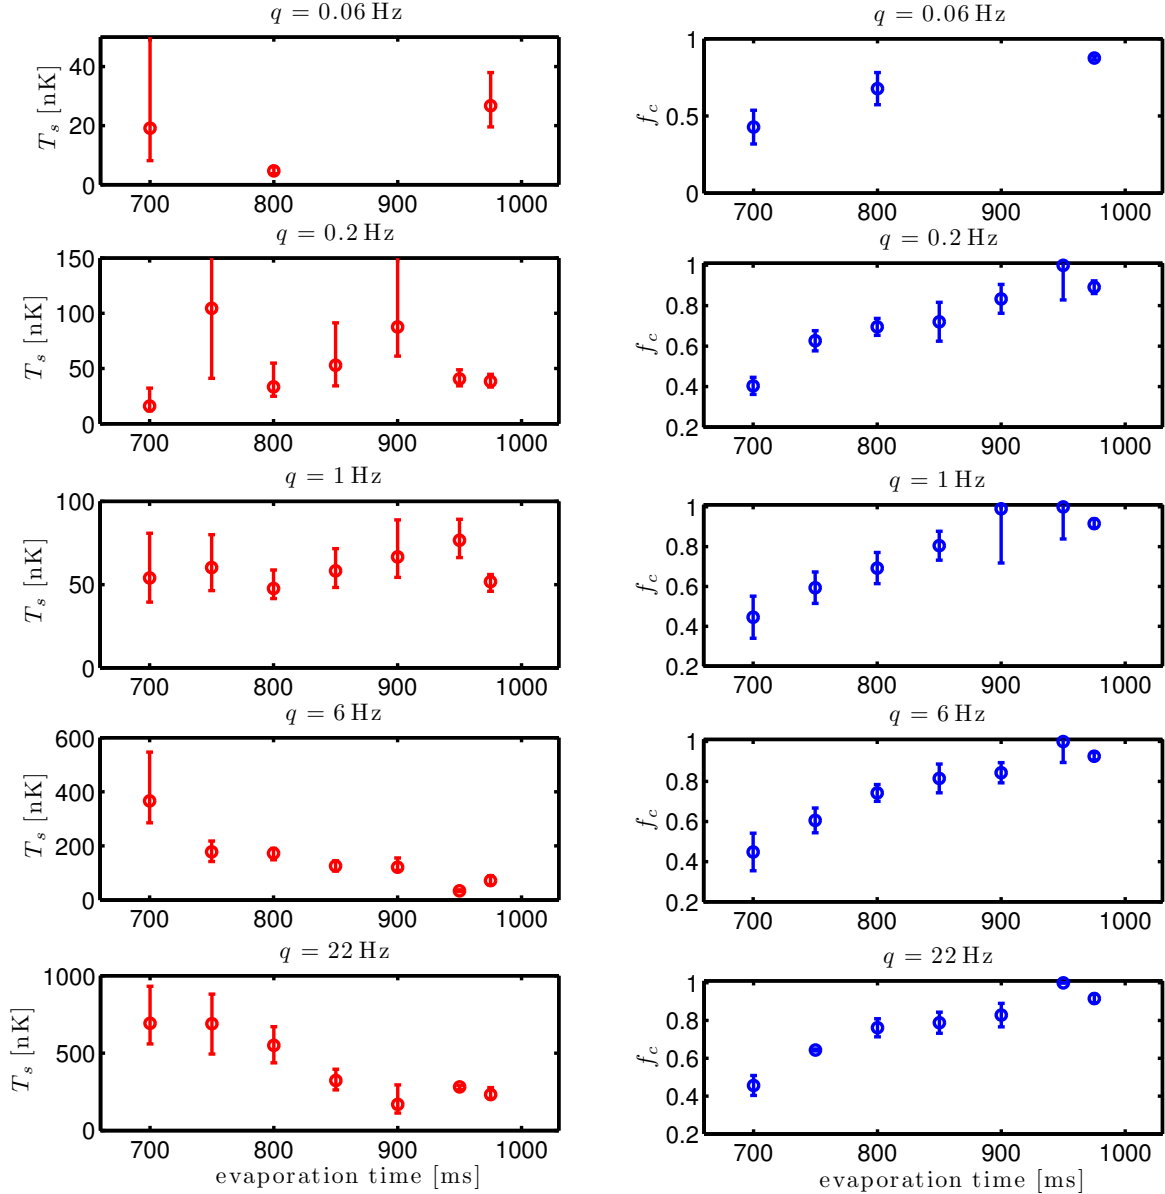 q = 0.06 Hz
T_s [nK]
40
20
0
700 800 900 1000
q = 0.06 Hz
f_c
1
0.5
0
700 800 900 1000
q = 0.2 Hz
T_s [nK]
150
100
50
0
700 800 900 1000
q = 0.2 Hz
f_c
1
0.8
0.6
0.4
0.2
700 800 900 1000
q = 1 Hz
T_s [nK]
100
50
0
700 800 900 1000
q = 1 Hz
f_c
1
0.8
0.6
0.4
0.2
700 800 900 1000
q = 6 Hz
T_s [nK]
600
400
200
0
700 800 900 1000
q = 6 Hz
f_c
1
0.8
0.6
0.4
0.2
700 800 900 1000
q = 22 Hz
T_s [nK]
1000
500
0
700 800 900 1000
evaporation time [ms]
q = 22 Hz
f_c
1
0.8
0.6
0.4
0.2
700 800 900 1000
evaporation time [ms]